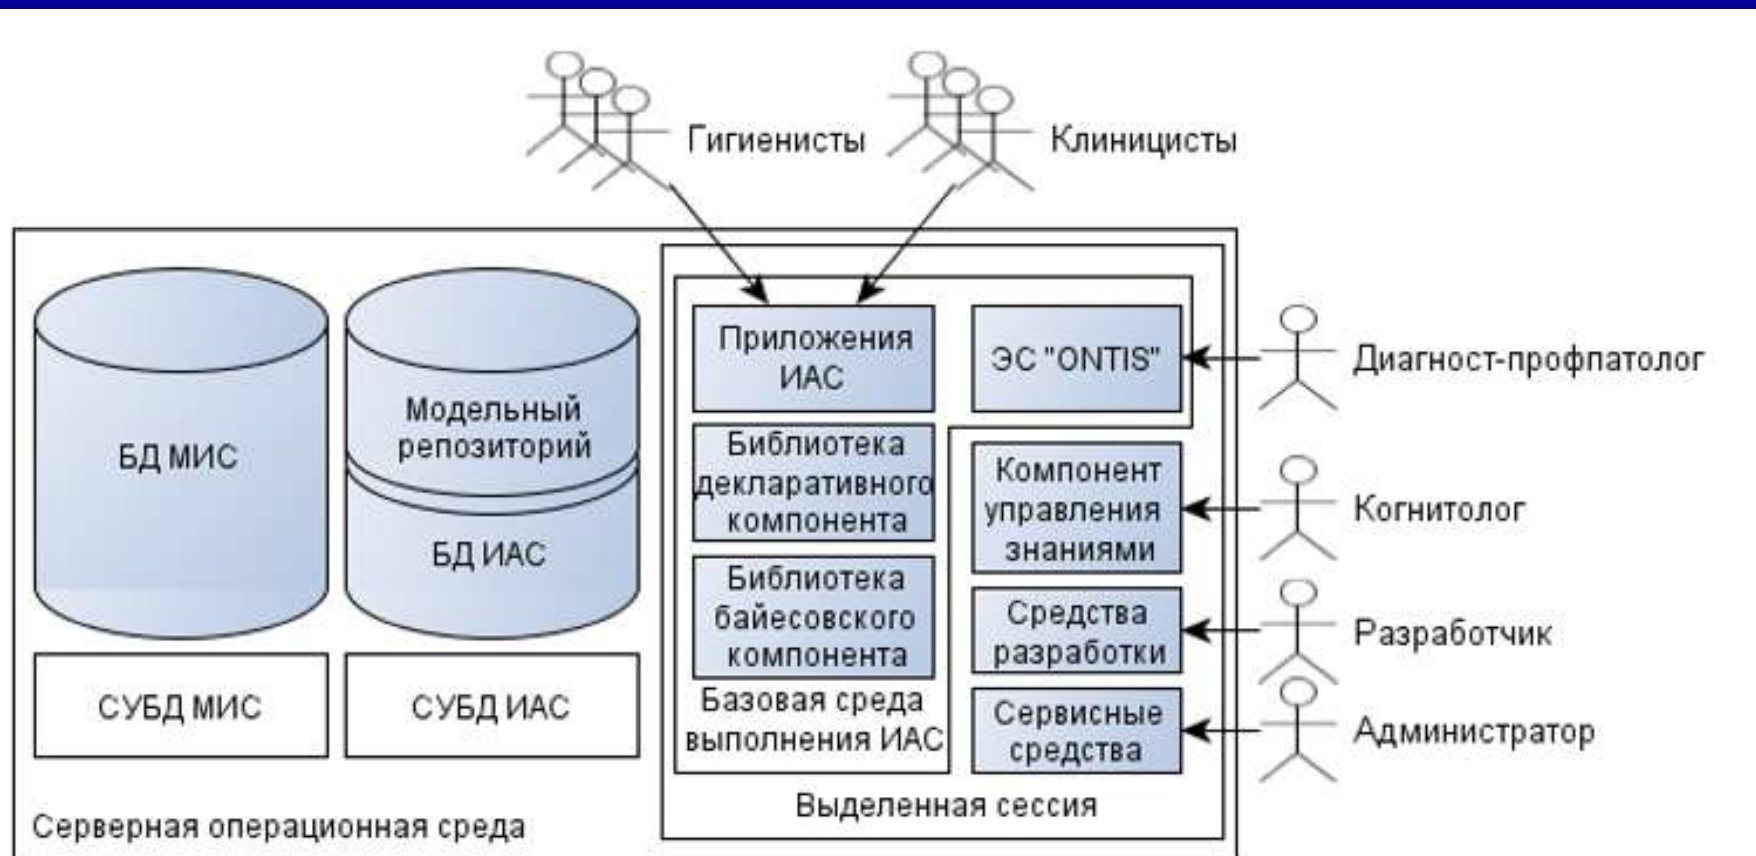 Гигиенисты
Клиницисты
БД МИС
Модельный
репозиторий
БД ИАС
СУБД МИС
СУБД ИАС
Серверная операционная среда
Приложения
ИАС
Библиотека
декларативного
компонента
Библиотека
байесовского
компонента
Базовая среда
выполнения ИАС
ЭС "ONTIS"
Компонент
управления
знаниями
Средства
разработки
Сервисные
средства
Выделенная сессия
Диагност-профпатолог
Когнитолог
Разработчик
Администратор